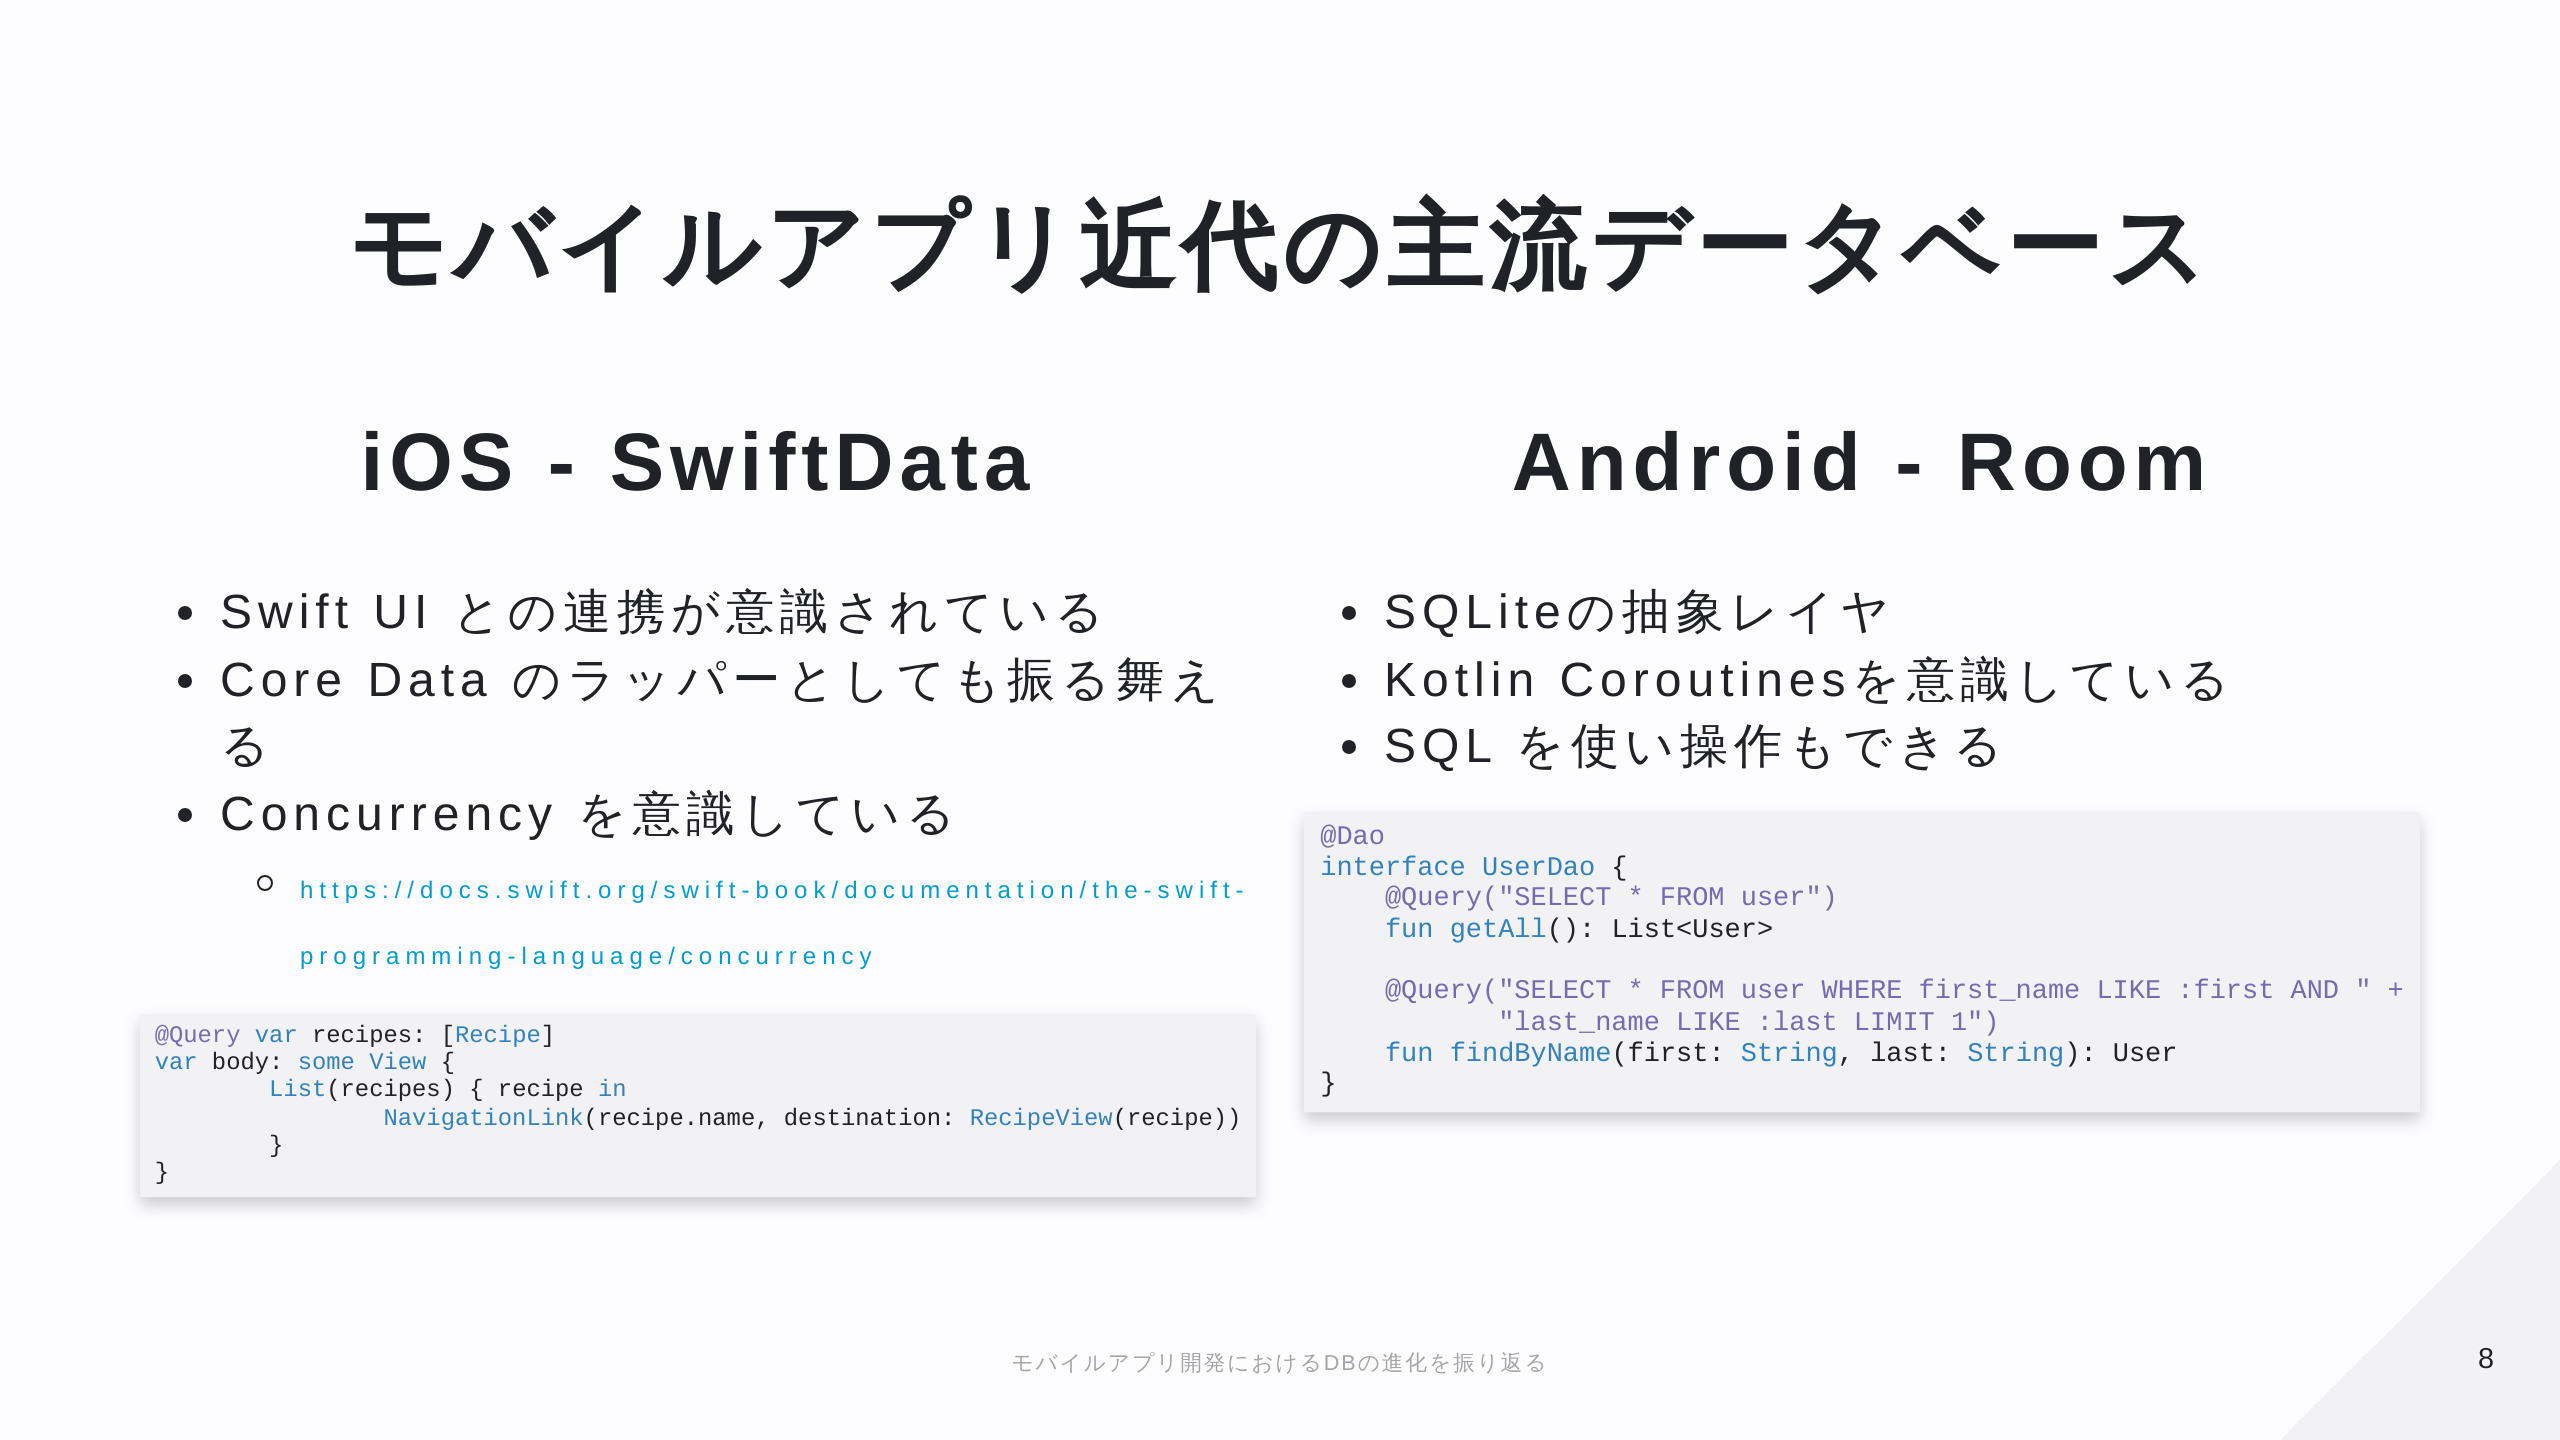 モバイルアプリ近代の主流データベース
iOS - SwiftData
• Swift UI との連携が意識されている
• Core Data のラッパーとしても振る舞え
る
• Concurrency を意識している
https://docs.swift.org/swift-book/documentation/the-swift-
programming-language/concurrency
@Query var recipes: [Recipe]
var body: some View {
        List(recipes) { recipe in
                NavigationLink(recipe.name, destination: RecipeView(recipe))
        }
}
Android - Room
• SQLiteの抽象レイヤ
• Kotlin Coroutinesを意識している
• SQL を使い操作もできる
@Dao
interface UserDao {
    @Query("SELECT * FROM user")
    fun getAll(): List<User>

    @Query("SELECT * FROM user WHERE first_name LIKE :first AND " +
           "last_name LIKE :last LIMIT 1")
    fun findByName(first: String, last: String): User
}
モバイルアプリ開発におけるDBの進化を振り返る
8